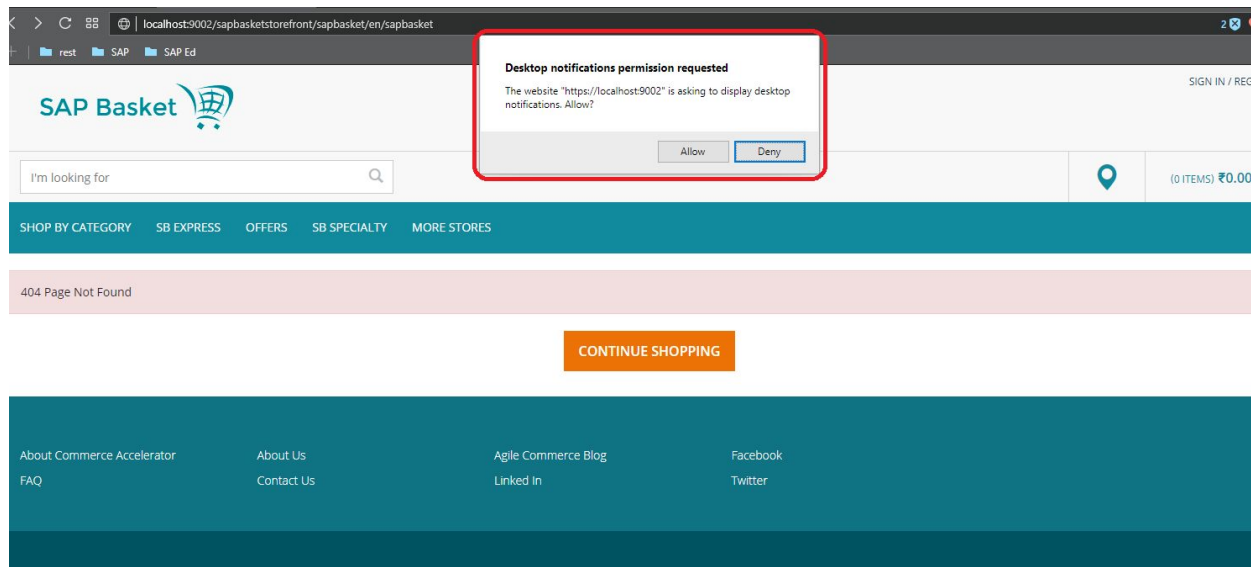 localhost:9002/sapbasketstorefront/sapbasket/en/sapbasket
2
rest SAP SAP Ed
Desktop notifications permission requested
The website "https://localhost:9002" is asking to display desktop
notifications. Allow?
Allow Deny
SAP Basket
SIGN IN / REG
I'm looking for
(0 ITEMS) ₹0.00
SHOP BY CATEGORY SB EXPRESS OFFERS SB SPECIALTY MORE STORES
404 Page Not Found
CONTINUE SHOPPING
About Commerce Accelerator About Us Agile Commerce Blog Facebook
FAQ Contact Us Linked In Twitter